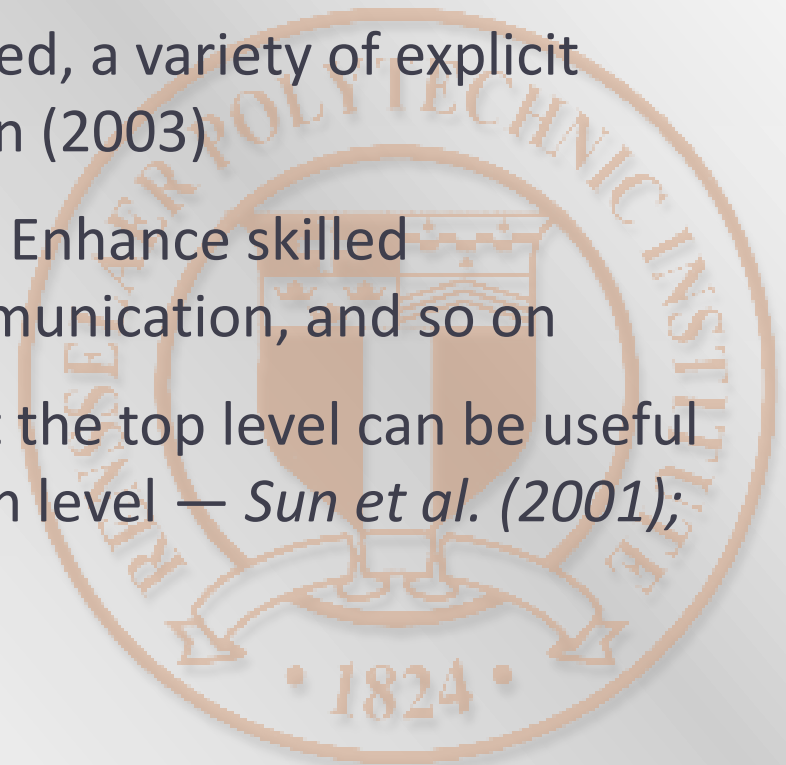 ed, a variety of explicit
n (2003)
Enhance skilled
munication, and so on
the top level can be useful
n level — Sun et al. (2001);
RENSSELAER POLYTECHNIC INSTITUTE
• 1824 •